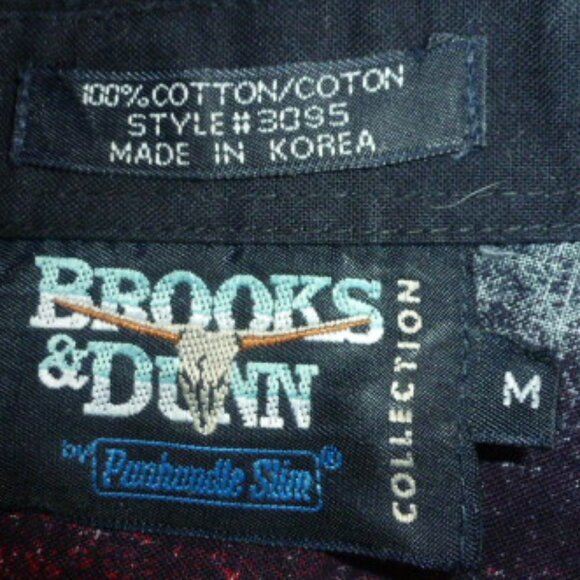 100% COTTON/COTON
STYLE # 3095
MADE IN KOREA
BROOKS
& DUNN
COLLECTION
by Panhandle Slim®
M